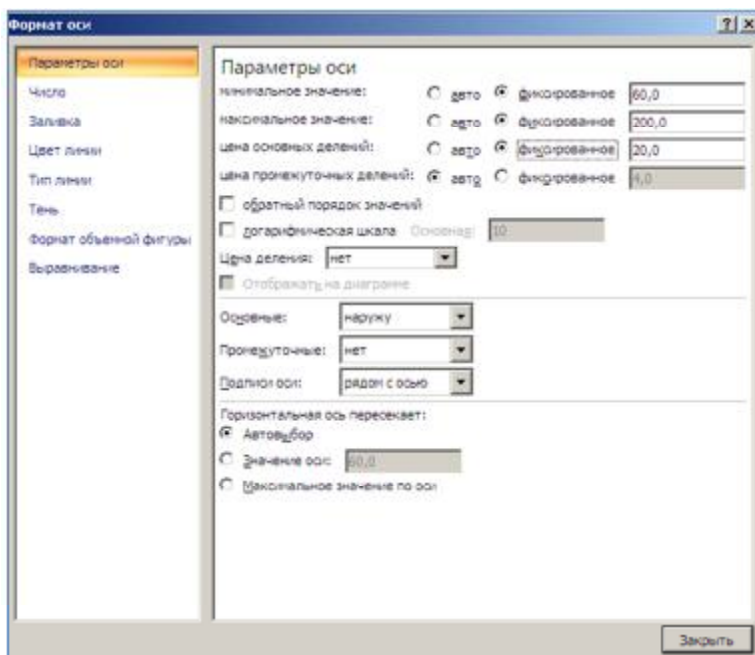 Формат оси
Параметры оси
Число
Заливка
Цвет линии
Тип линии
Тень
Формат объемной фигуры
Выравнивание
Параметры оси
минимальное значение: авто фиксированное 60,0
максимальное значение: авто фиксированное 200,0
цена основных делений: авто фиксированное 20,0
цена промежуточных делений: авто фиксированное 4,0
обратный порядок значений
логарифмическая шкала Основная: 10
Цена деления: нет
Отображать на диаграмме
Основные: наружу
Промежуточные: нет
Подписи оси: рядом с осью
Горизонтальная ось пересекает:
Автовыбор
Значение оси: 60,0
Максимальное значение по оси
Закрыть